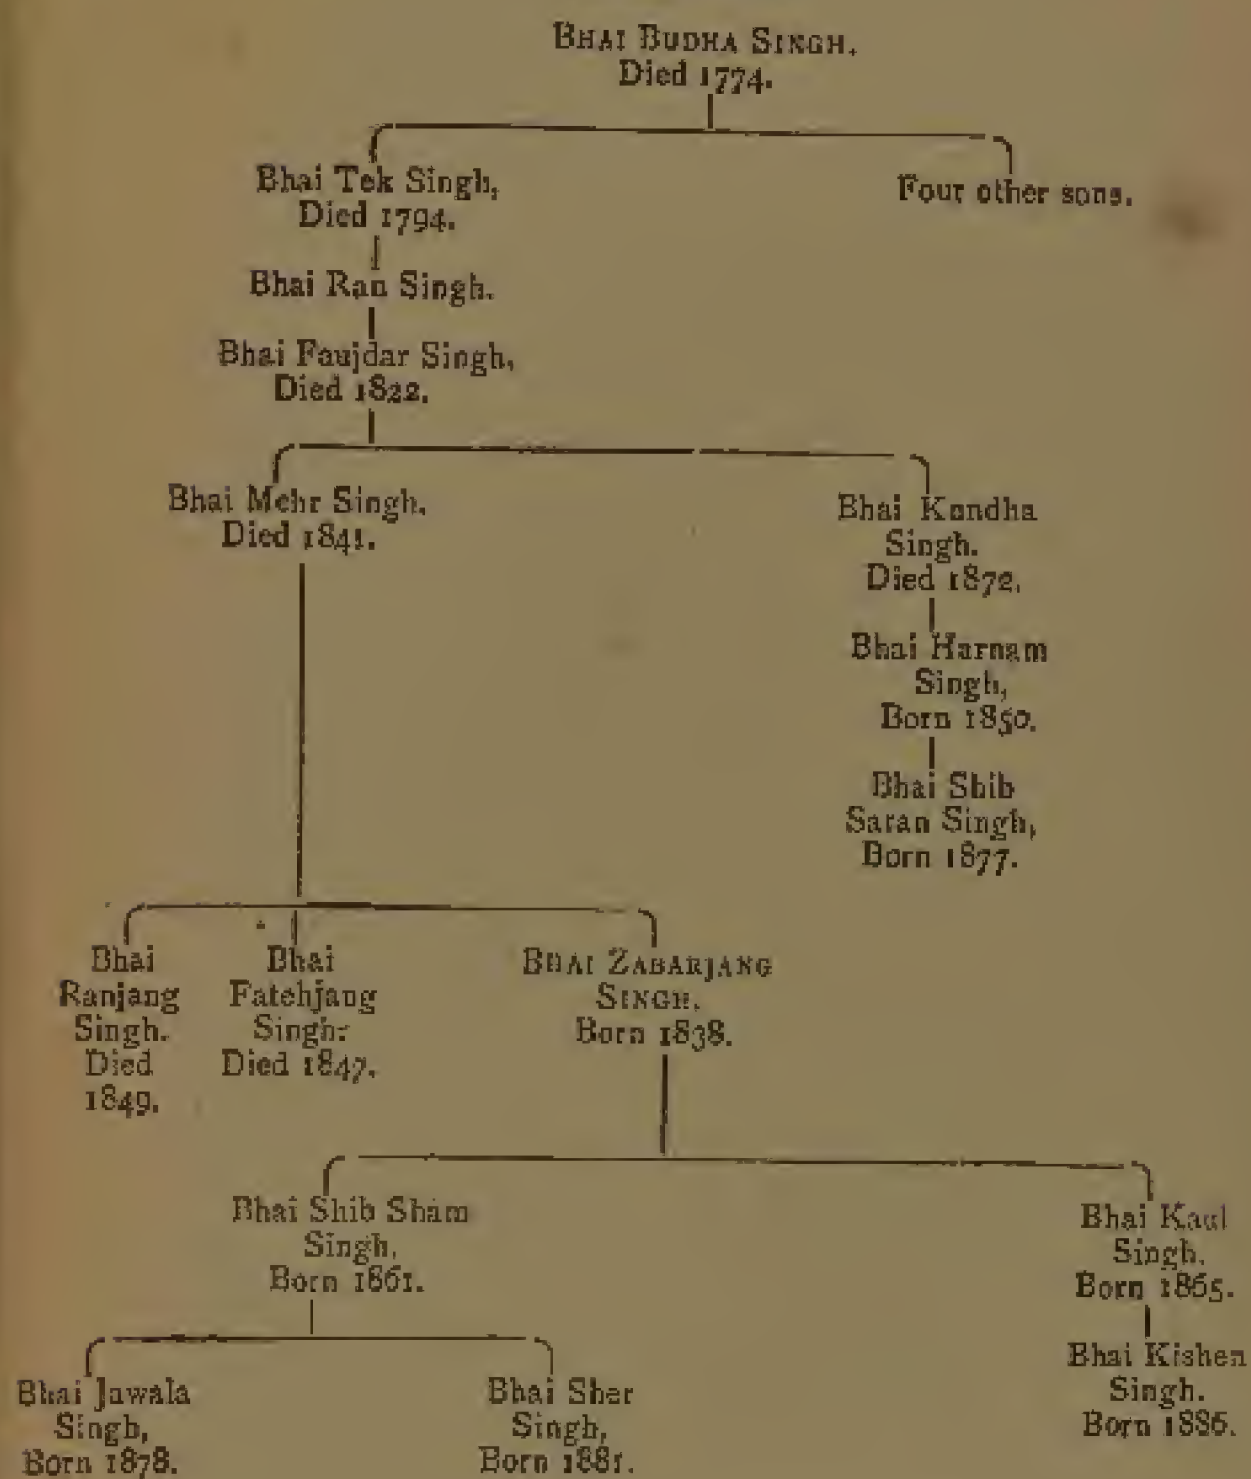 BHAI BUDHA SINGH.
Died 1774.
Bhai Tek Singh,
Died 1794.
Four other sons.
Bhai Ran Singh.
Bhai Faujdar Singh,
Died 1822.
Bhai Mehr Singh.
Died 1841.
Bhai Kondha
Singh.
Died 1872.
Bhai Harnam
Singh,
Born 1850.
Bhai Shib
Saran Singh,
Born 1877.
Bhai
Ranjang
Singh.
Died
1849.
Bhai
Fatehjang
Singh.
Died 1847.
BHAI ZABARJANG
SINGH.
Born 1838.
Bhai Shib Sham
Singh.
Born 1861.
Bhai Kaul
Singh.
Born 1865.
Bhai Jawala
Singh,
Born 1878.
Bhai Sher
Singh,
Born 1881.
Bhai Kishen
Singh.
Born 1886.